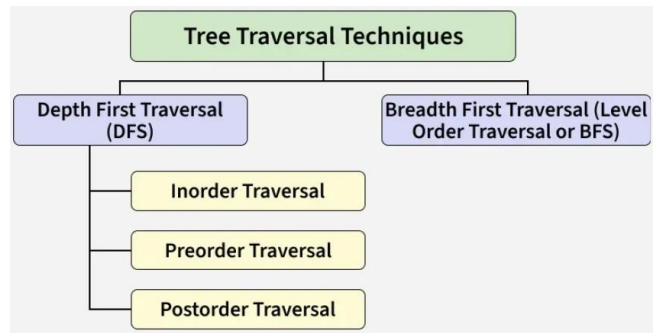 Tree Traversal Techniques
Depth First Traversal
(DFS)
Breadth First Traversal (Level
Order Traversal or BFS)
Inorder Traversal
Preorder Traversal
Postorder Traversal